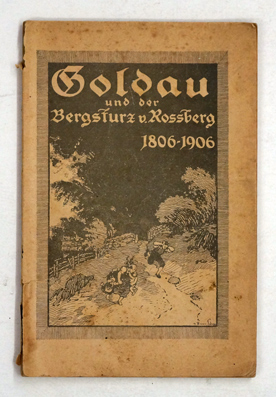 Goldau
und der
Bergsturz v. Rossberg
1806-1906